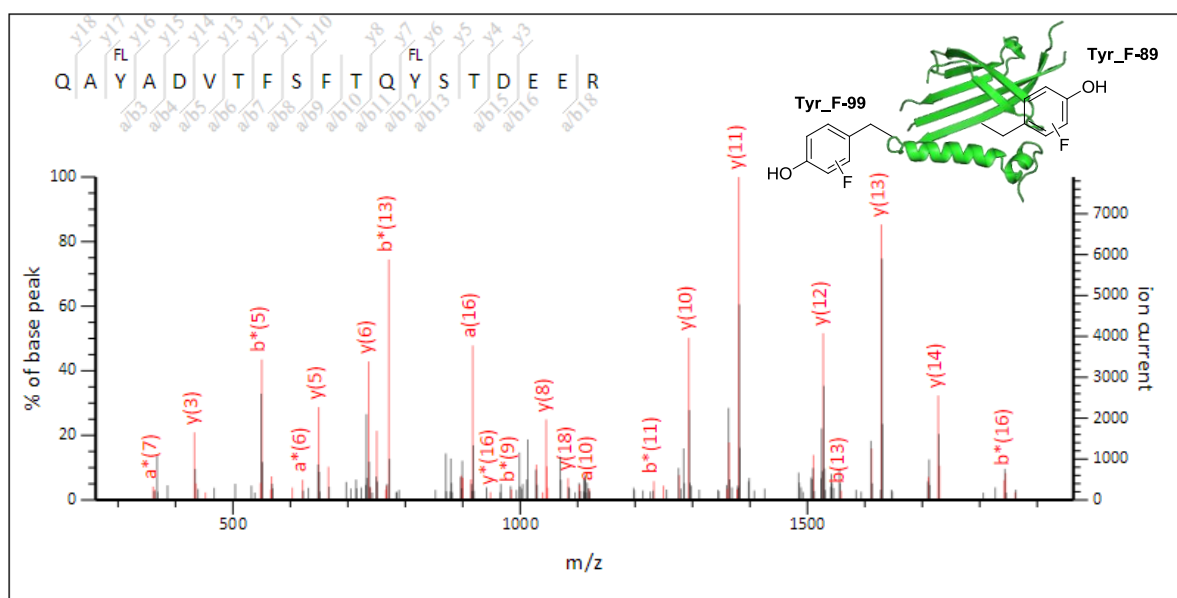 y18 y17 y16 y15 y14 y13 y12 y11 y10 y8 y7 y6 y5 y4 y3
FL FL
Q A Y A D V T F S F T Q Y S T D E E R
a/b3 a/b4 a/b5 a/b6 a/b7 a/b8 a/b9 a/b10 a/b11 a/b12 a/b13 a/b15 a/b16 a/b18
Tyr_F-89
OH
F
Tyr_F-99
HO
F
100
80
60
40
20
0
% of base peak
7000
6000
5000
4000
3000
2000
1000
0
ion current
a*(7)
y(3)
b*(5)
a*(6)
y(5)
y(6)
b*(13)
a(16)
y*(16)
b*(9)
y(8)
y(18)
a(10)
b*(11)
y(10)
y(11)
y(12)
b(13)
y(13)
y(14)
b*(16)
500 1000 1500
m/z